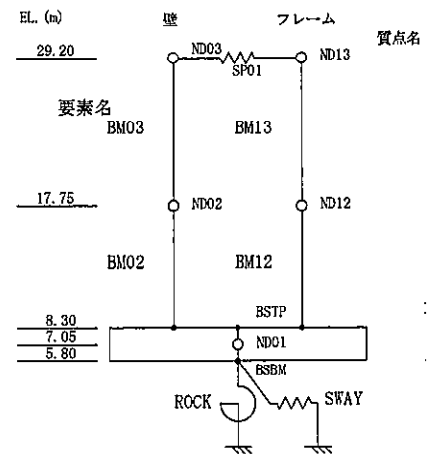 EL. (m) 壁 フレーム 質点名
29.20 ND03 SP01 ND13
要素名
BM03 BM13
17.75 ND02 ND12
BM02 BM12
8.30 BSTP
7.05 ND01
5.80 BSBM
ROCK SWAY